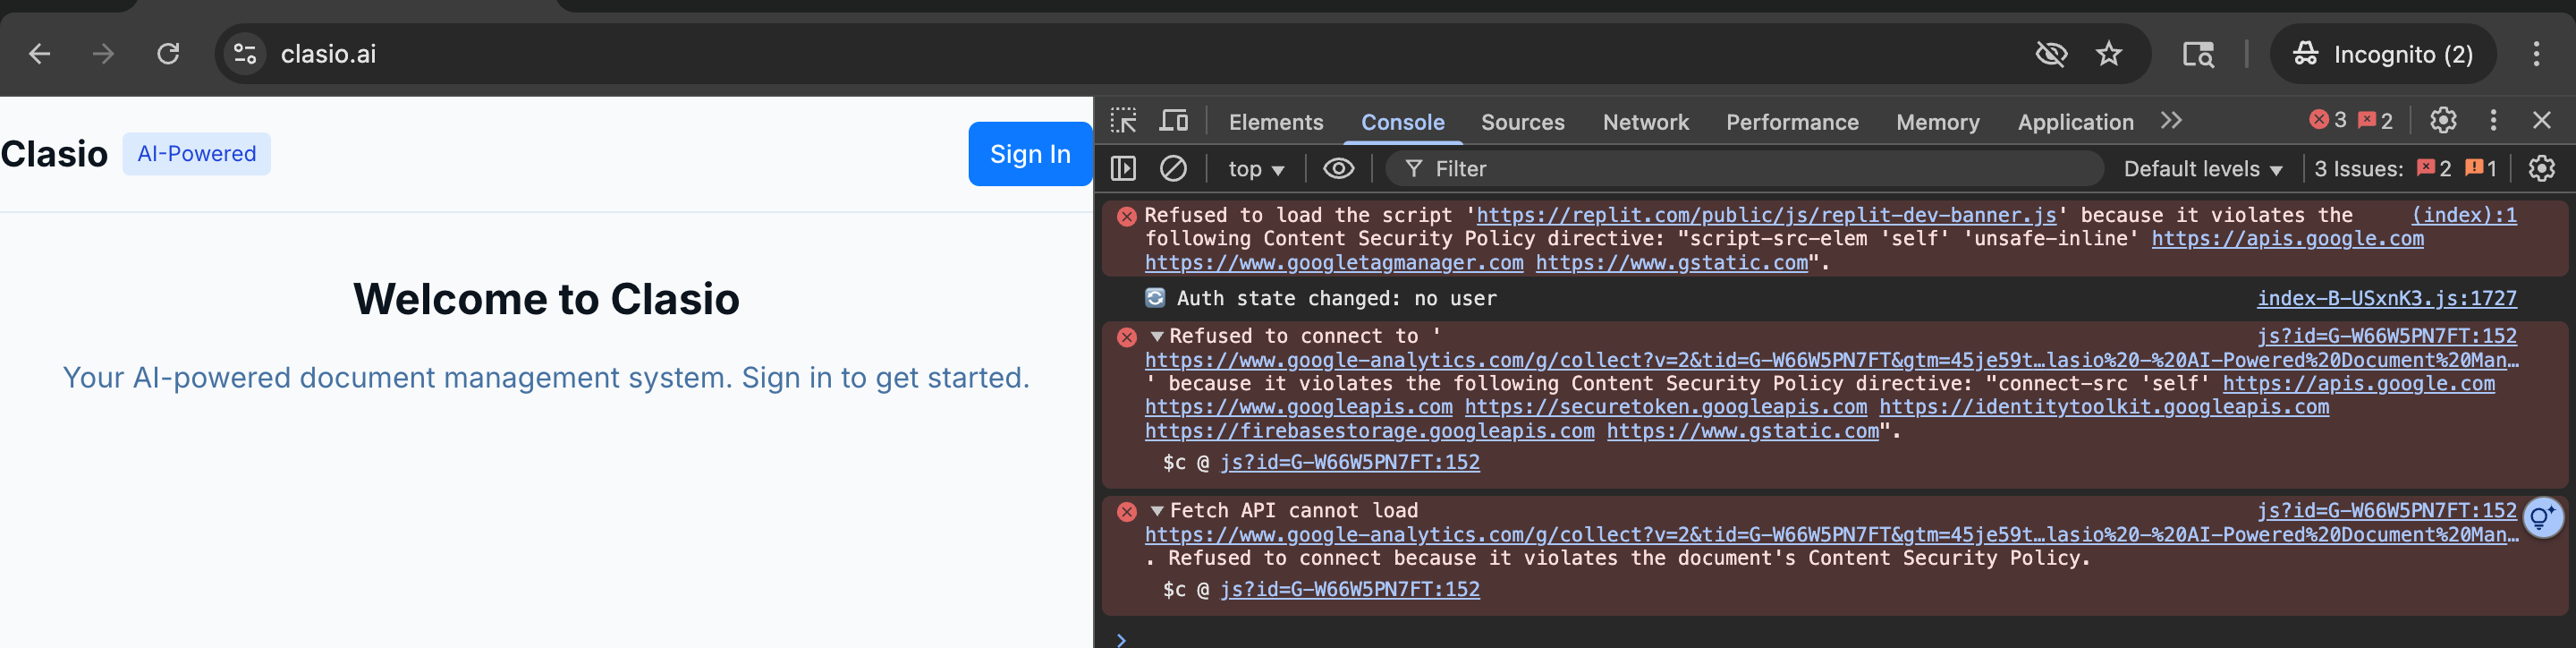 clasio.ai
Incognito (2)
Clasio AI-Powered
Sign In
Welcome to Clasio
Your AI-powered document management system. Sign in to get started.
Elements Console Sources Network Performance Memory Application 3 2
top Filter Default levels 3 Issues: 2 1
Refused to load the script 'https://replit.com/public/js/replit-dev-banner.js' because it violates the (index):1
following Content Security Policy directive: "script-src-elem 'self' 'unsafe-inline' https://apis.google.com
https://www.googletagmanager.com https://www.gstatic.com".
Auth state changed: no user index-B-USxnK3.js:1727
Refused to connect to ' js?id=G-W66W5PN7FT:152
https://www.google-analytics.com/g/collect?v=2&tid=G-W66W5PN7FT&gtm=45je59t…lasio%20-%20AI-Powered%20Document%20Man…
' because it violates the following Content Security Policy directive: "connect-src 'self' https://apis.google.com
https://www.googleapis.com https://securetoken.googleapis.com https://identitytoolkit.googleapis.com
https://firebasestorage.googleapis.com https://www.gstatic.com".
$c @ js?id=G-W66W5PN7FT:152
Fetch API cannot load js?id=G-W66W5PN7FT:152
https://www.google-analytics.com/g/collect?v=2&tid=G-W66W5PN7FT&gtm=45je59t…lasio%20-%20AI-Powered%20Document%20Man…
. Refused to connect because it violates the document's Content Security Policy.
$c @ js?id=G-W66W5PN7FT:152